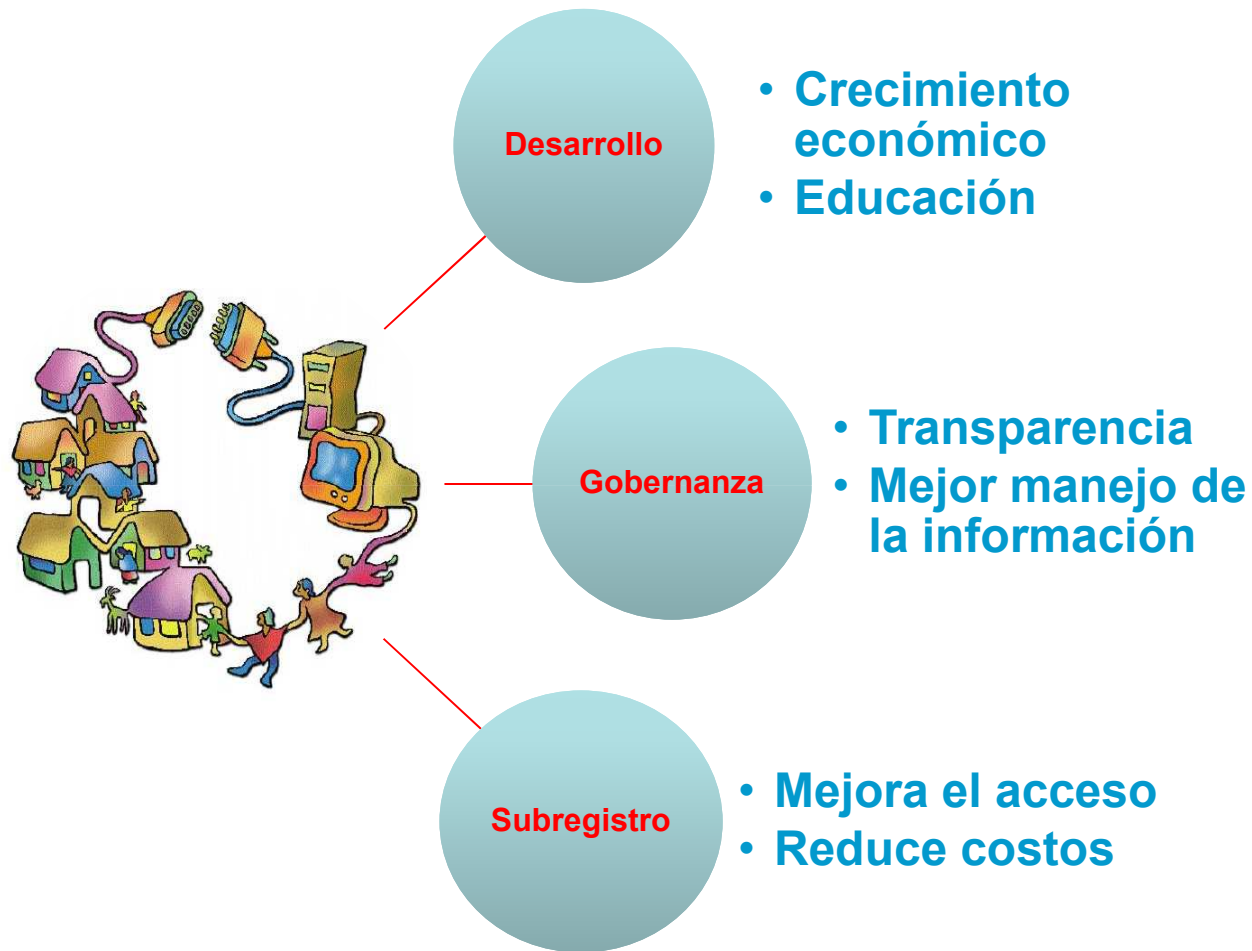 Desarrollo
• Crecimiento
económico
• Educación
Gobernanza
• Transparencia
• Mejor manejo de
la información
Subregistro
• Mejora el acceso
• Reduce costos